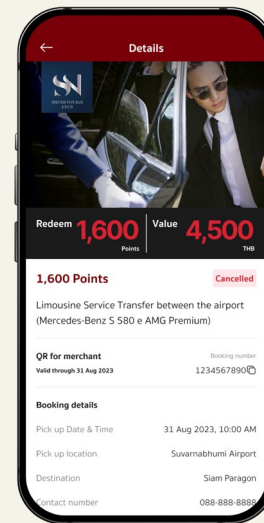 Details
SN
SILVER VOYAGE
CLUB
Redeem 1,600 Points
Value 4,500 THB
1,600 Points Cancelled
Limousine Service Transfer between the airport
(Mercedes-Benz S 580 e AMG Premium)
QR for merchant Booking number
Valid through 31 Aug 2023 1234567890
Booking details
Pick up Date & Time 31 Aug 2023, 10:00 AM
Pick up location Suvarnabhumi Airport
Destination Siam Paragon
Contact number 088-888-8888